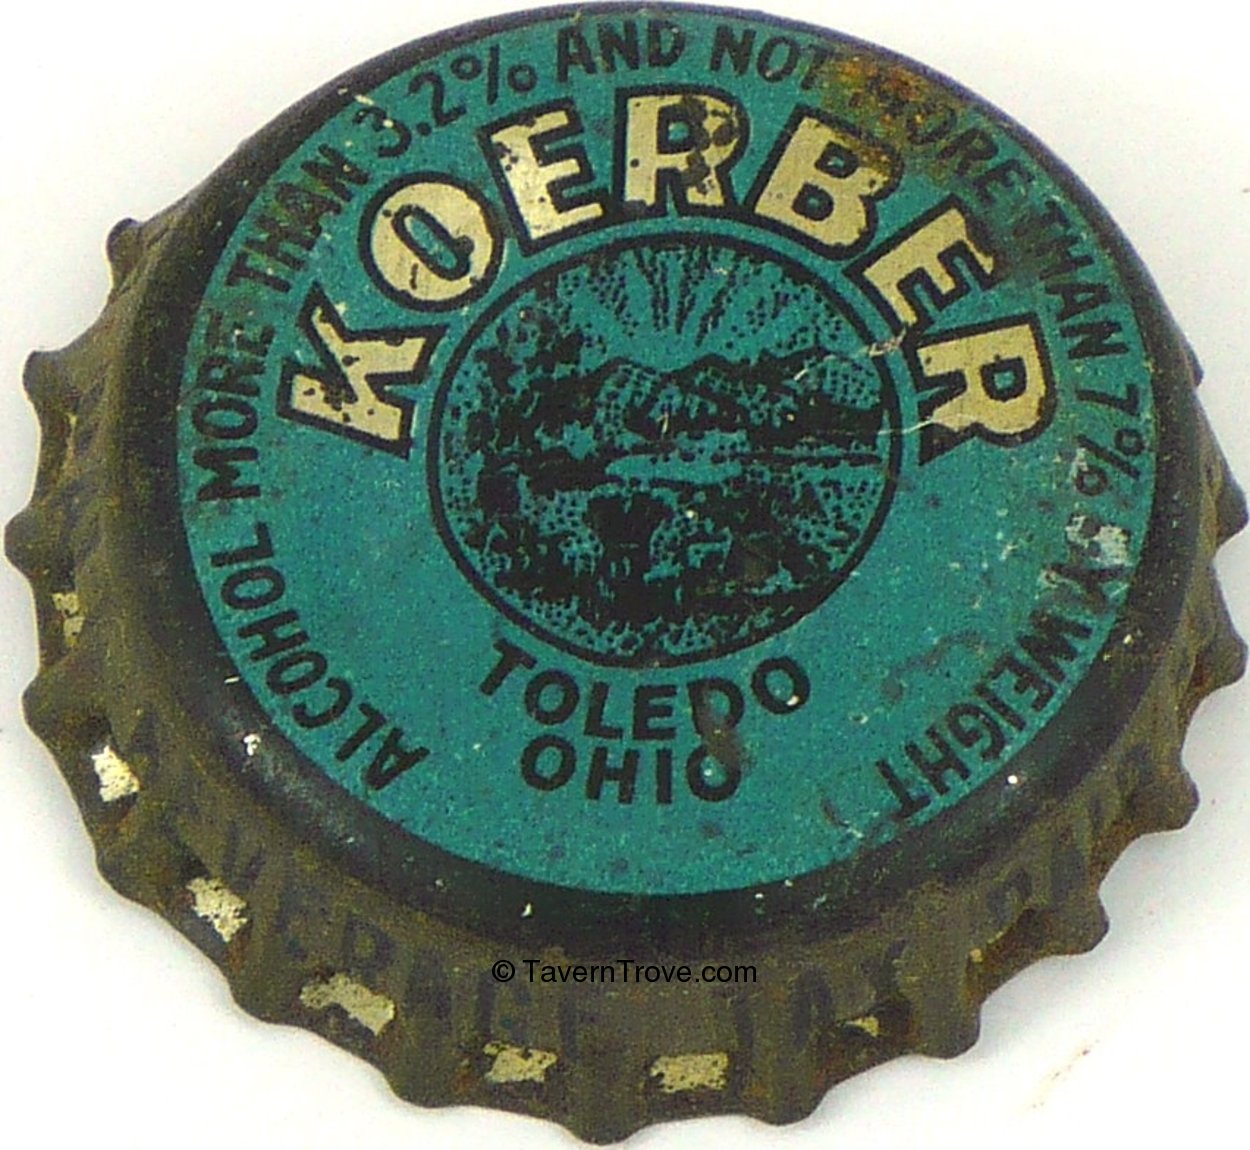 ALCOHOL MORE THAN 3.2% AND NOT MORE THAN 7% BY WEIGHT
KOERBER
TOLEDO
OHIO
© TavernTrove.com